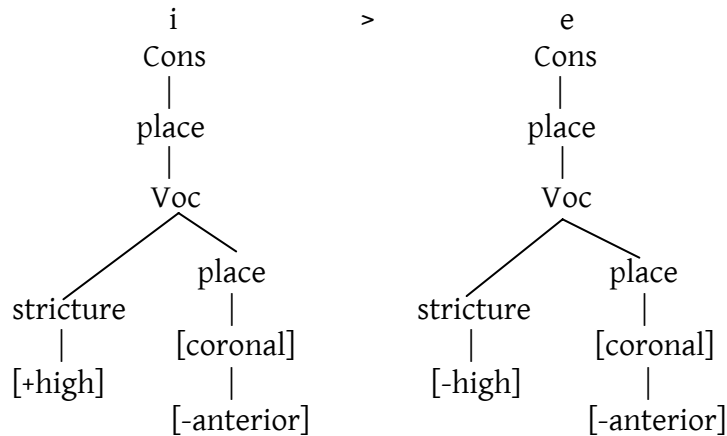 i > e
Cons Cons
place place
Voc Voc
place place
stricture stricture
[coronal] [coronal]
[+high] [-high]
[-anterior] [-anterior]